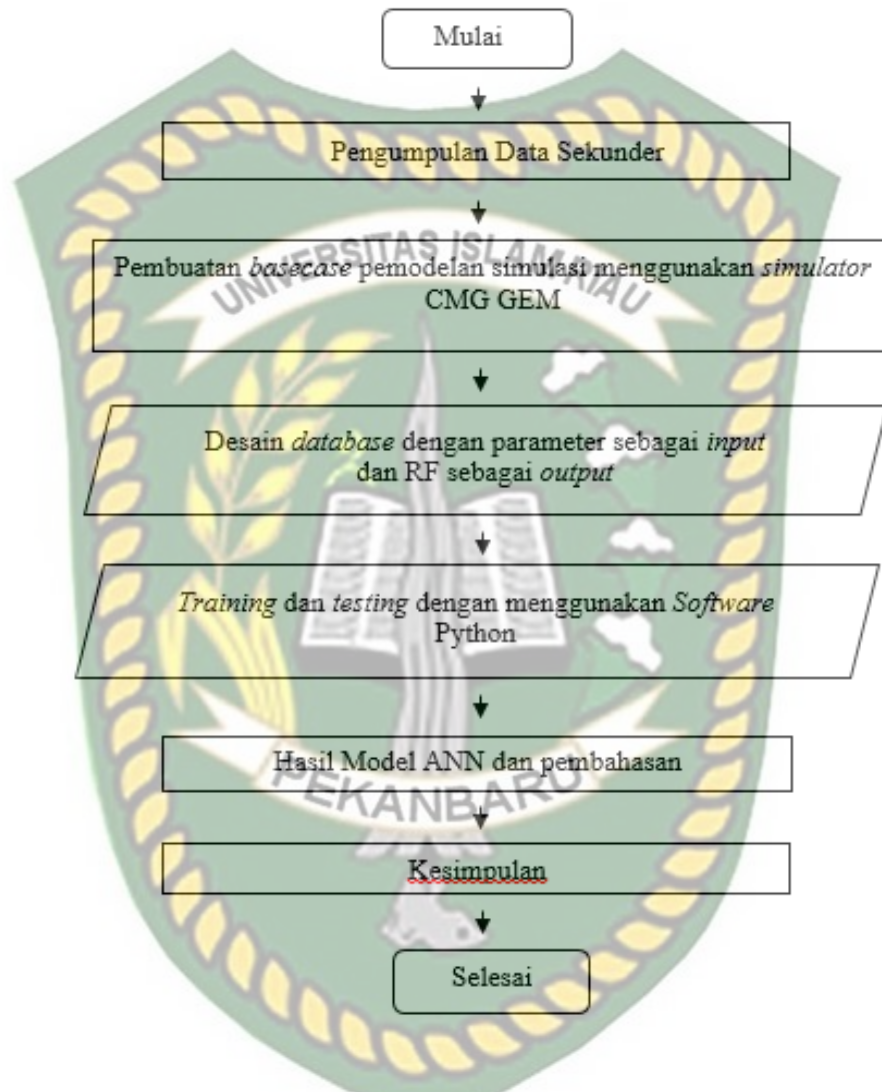 Mulai
Pengumpulan Data Sekunder
UNIVERSITAS ISLAM RIAU
Pembuatan basecase pemodelan simulasi menggunakan simulator
CMG GEM
Desain database dengan parameter sebagai input
dan RF sebagai output
Training dan testing dengan menggunakan Software
Python
Hasil Model ANN dan pembahasan
PEKANBARU
Kesimpulan
Selesai